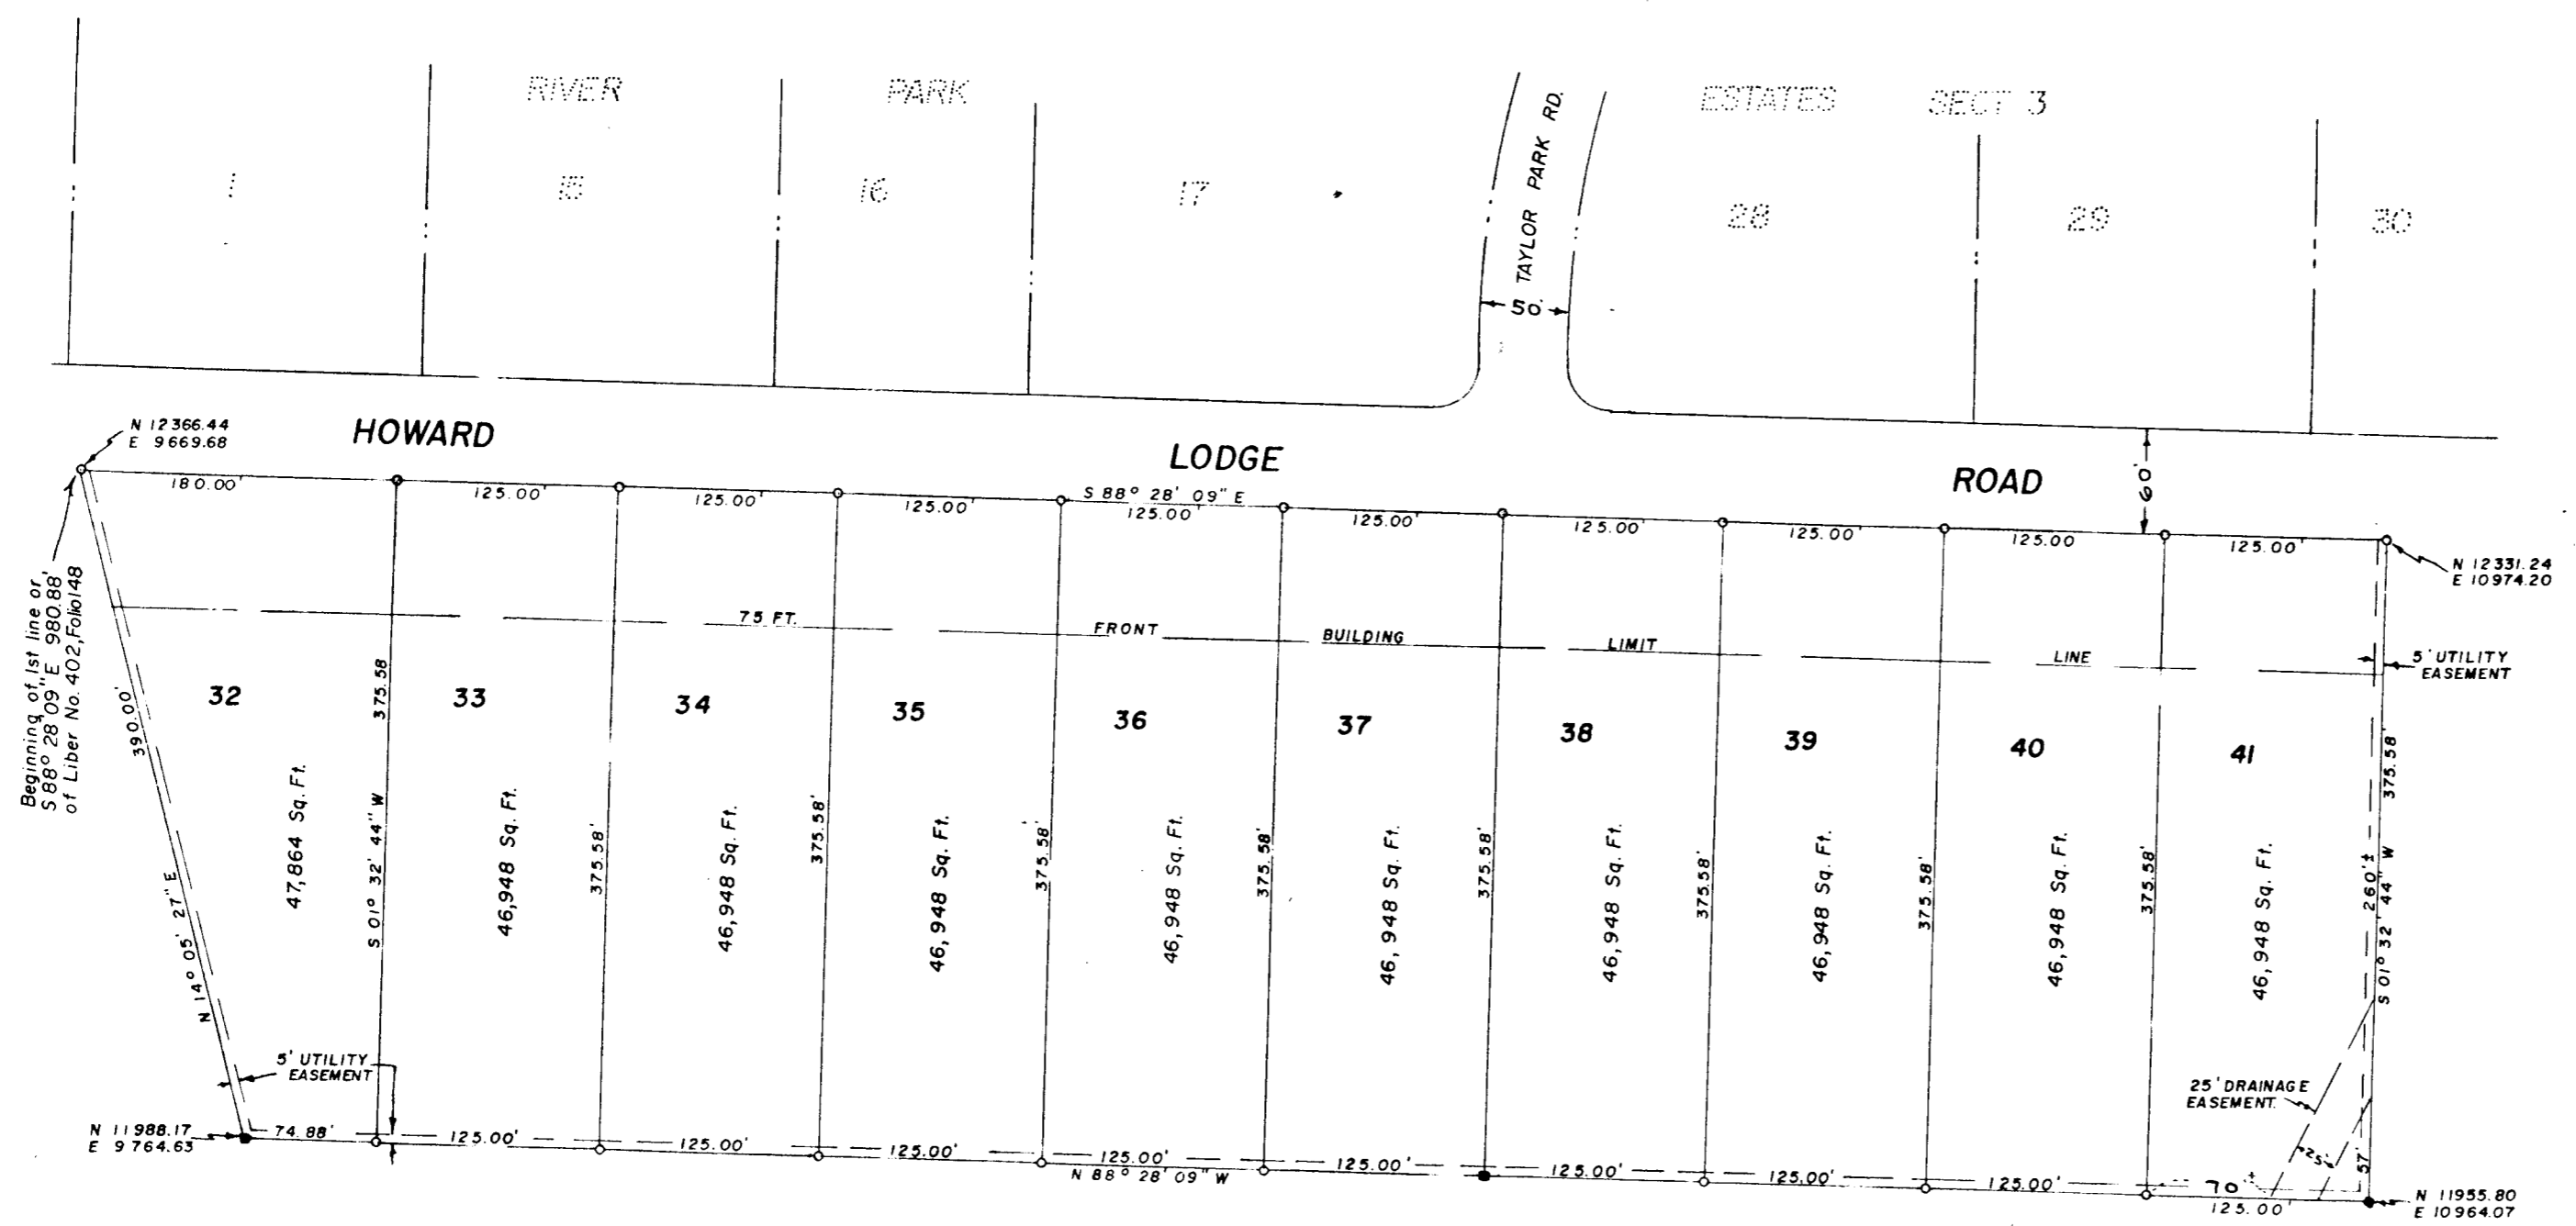 RIVER PARK ESTATES SECT 3
1
15
16
17
28
29
30
TAYLOR PARK RD.
50'
HOWARD LODGE ROAD
60'
N 12366.44
E 9669.68
180.00'
125.00'
125.00'
125.00'
S 88° 28' 09" E
125.00'
125.00'
125.00'
125.00'
125.00'
125.00'
N 12331.24
E 10974.20
Beginning of 1st line or
S 88° 28' 09" E 980.88'
of Liber No. 402, Folio 148
75 FT. FRONT BUILDING LIMIT LINE
5' UTILITY
EASEMENT
32
33
34
35
36
37
38
39
40
41
390.00'
N 14° 05' 27" E
47,864 Sq. Ft.
375.58
S 01° 32' 44" W
46,948 Sq. Ft.
375.58'
46,948 Sq. Ft.
375.58'
46,948 Sq. Ft.
375.58'
46,948 Sq. Ft.
375.58'
46,948 Sq. Ft.
375.58'
46,948 Sq. Ft.
375.58'
46,948 Sq. Ft.
375.58'
46,948 Sq. Ft.
375.58'
46,948 Sq. Ft.
260'±
375.58'
S 01° 32' 44" W
5' UTILITY
EASEMENT
25' DRAINAGE
EASEMENT
25'
57'
N 11988.17
E 9764.63
74.88'
125.00'
125.00'
125.00'
125.00'
N 88° 28' 09" W
125.00'
125.00'
125.00'
125.00'
70±
125.00'
N 11955.80
E 10964.07